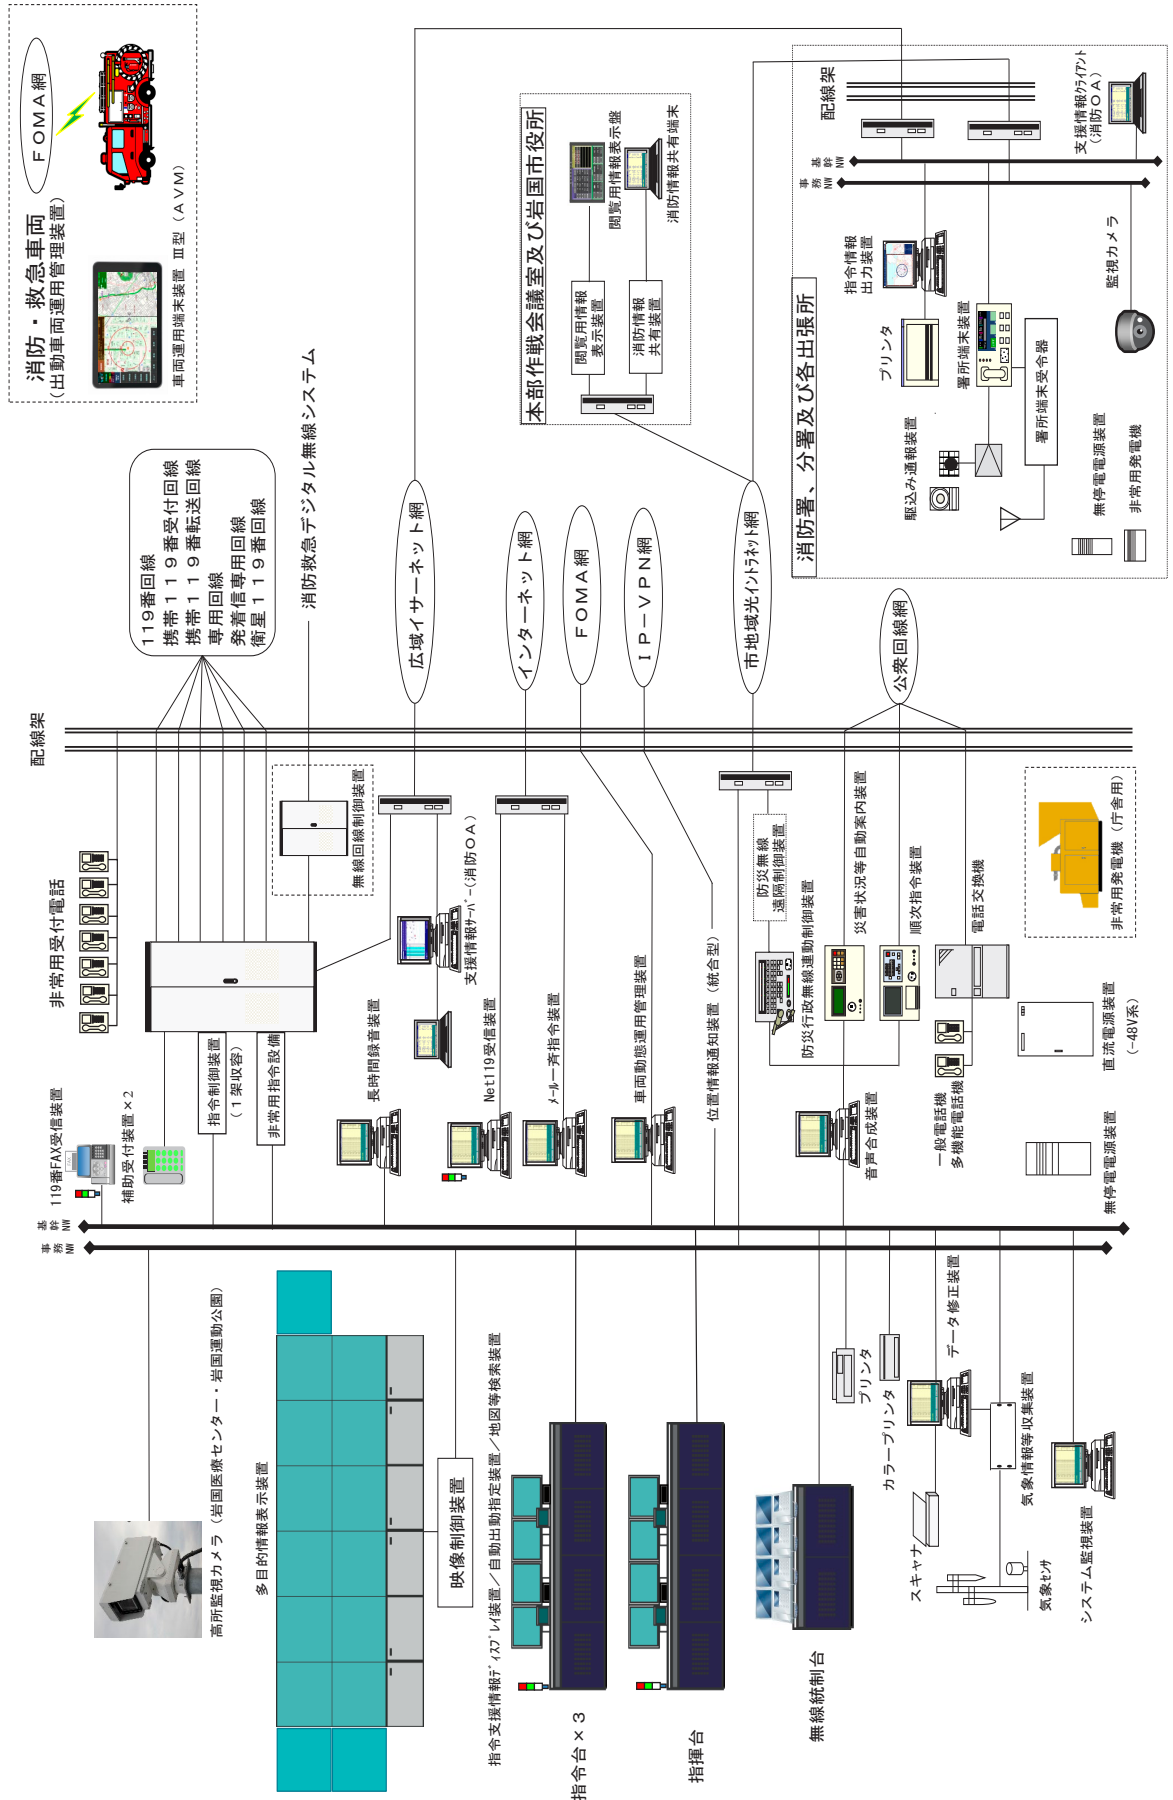 消防・救急車両
(出動車両運用管理装置)
FOMA網
車両運用端末装置 Ⅲ型(AVM)
119番回線
携帯119番受付回線
携帯119番転送回線
専用回線
発着信専用回線
衛星119番回線
消防救急デジタル無線システム
広域イサーネット網
インターネット網
FOMA網
IP-VPN網
市地域光イントラネット網
公衆回線網
本部作戦会議室及び岩国市役所
閲覧用情報
表示装置
閲覧用情報表示盤
消防情報
共有装置
消防情報共有端末
消防署、分署及び各出張所
配線架
基幹
NW
事務
NW
支援情報クライアント
(消防OA)
指令情報
出力装置
プリンタ
署所端末装置
監視カメラ
駆込み通報装置
署所端末受令器
無停電電源装置
非常用発電機
配線架
非常用受付電話
無線回線制御装置
119番FAX受信装置
補助受付装置×2
指令制御装置
(1架収容)
非常用指令設備
長時間録音装置
支援情報サーバー(消防OA)
Net119受信装置
メール一斉指令装置
車両動態運用管理装置
位置情報通知装置(統合型)
防災無線
遠隔制御装置
防災行政無線連動制御装置
災害状況等自動案内装置
順次指令装置
電話交換機
音声合成装置
一般電話機
多機能電話機
無停電電源装置
直流電源装置
(-48V系)
非常用発電機(庁舎用)
基幹
NW
事務
NW
高所監視カメラ(岩国医療センター・岩国運動公園)
多目的情報表示装置
映像制御装置
指令支援情報ディスプレイ装置/自動出動指定装置/地図等検索装置
指令台×3
指揮台
無線統制台
プリンタ
カラープリンタ
データ修正装置
スキャナ
気象情報等収集装置
気象センサ
システム監視装置